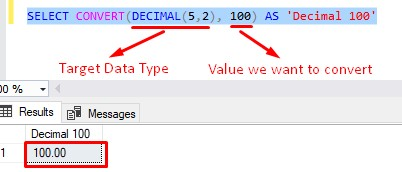 SELECT CONVERT(DECIMAL(5,2), 100) AS 'Decimal 100'
Target Data Type Value we want to convert
00 %
Results Messages
Decimal 100
1 100.00